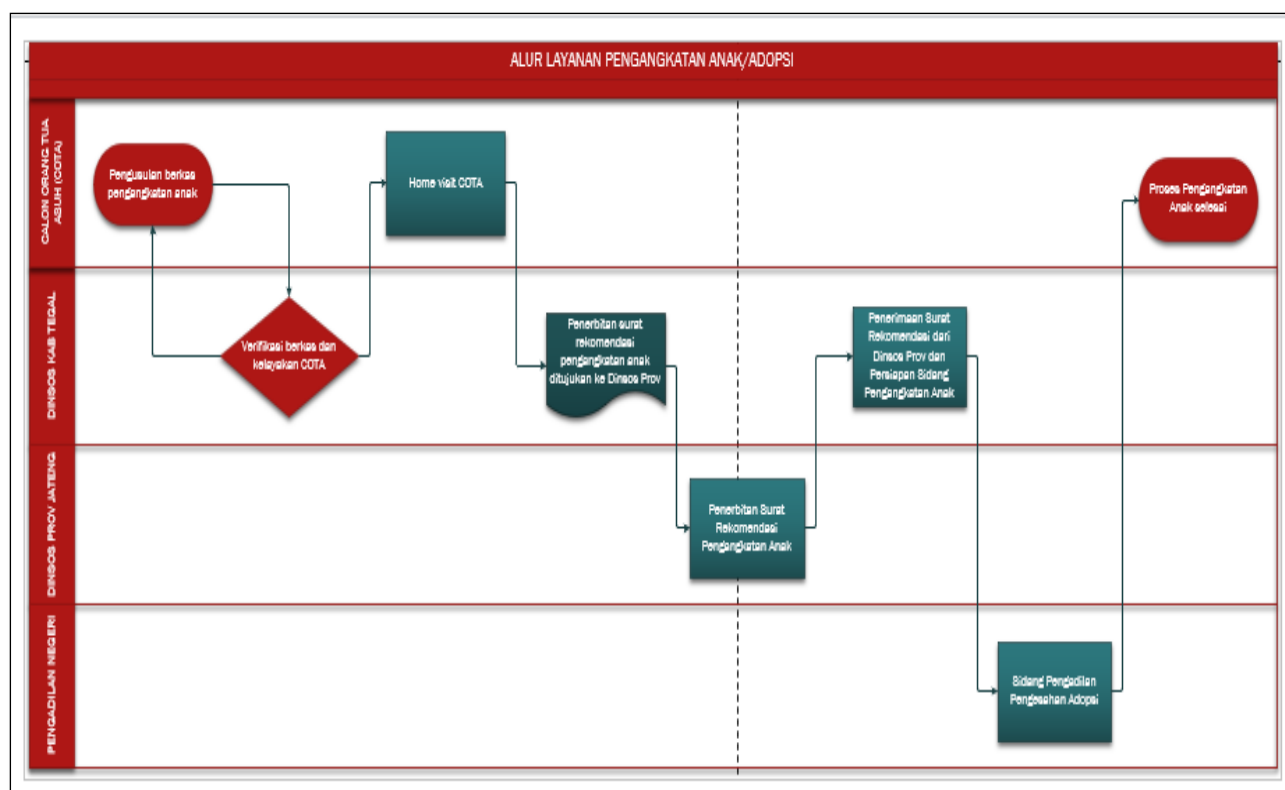 ALUR LAYANAN PENGANGKATAN ANAK/ADOPSI
CALON ORANG TUA
ASUH (COTA)
Pengusulan berkas
pengangkatan anak
Home visit COTA
Proses Pengangkatan
Anak selesai
DINSOS KAB TEGAL
Verifikasi berkas dan
kelayakan COTA
Penerbitan surat
rekomendasi
pengangkatan anak
ditujukan ke Dinsos Prov
Penerimaan Surat
Rekomendasi dari
Dinsos Prov dan
Persiapan Sidang
Pengangkatan Anak
DINSOS PROV JATENG
Penerbitan Surat
Rekomendasi
Pengangkatan Anak
PENGADILAN NEGERI
Sidang Pengadilan
Pengesahan Adopsi